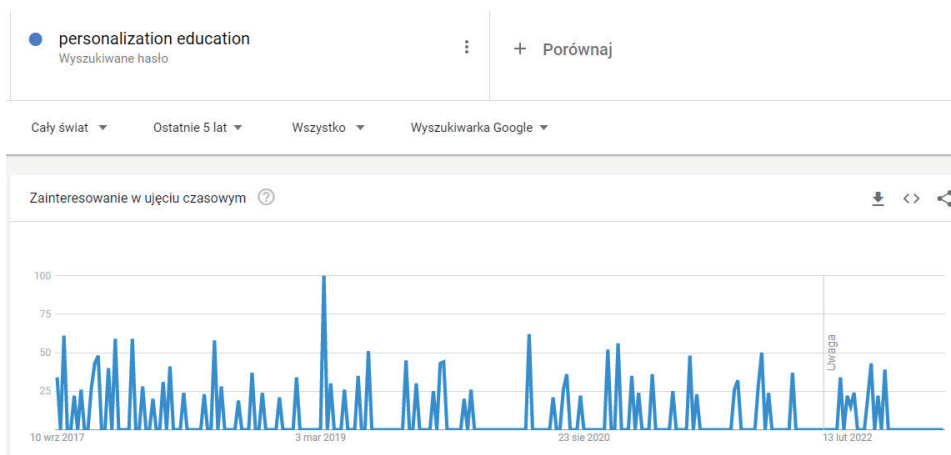 personalization education
Wyszukiwane hasło
+ Porównaj
Cały świat
Ostatnie 5 lat
Wszystko
Wyszukiwarka Google
Zainteresowanie w ujęciu czasowym
100
75
50
25
Uwaga
10 wrz 2017
3 mar 2019
23 sie 2020
13 lut 2022